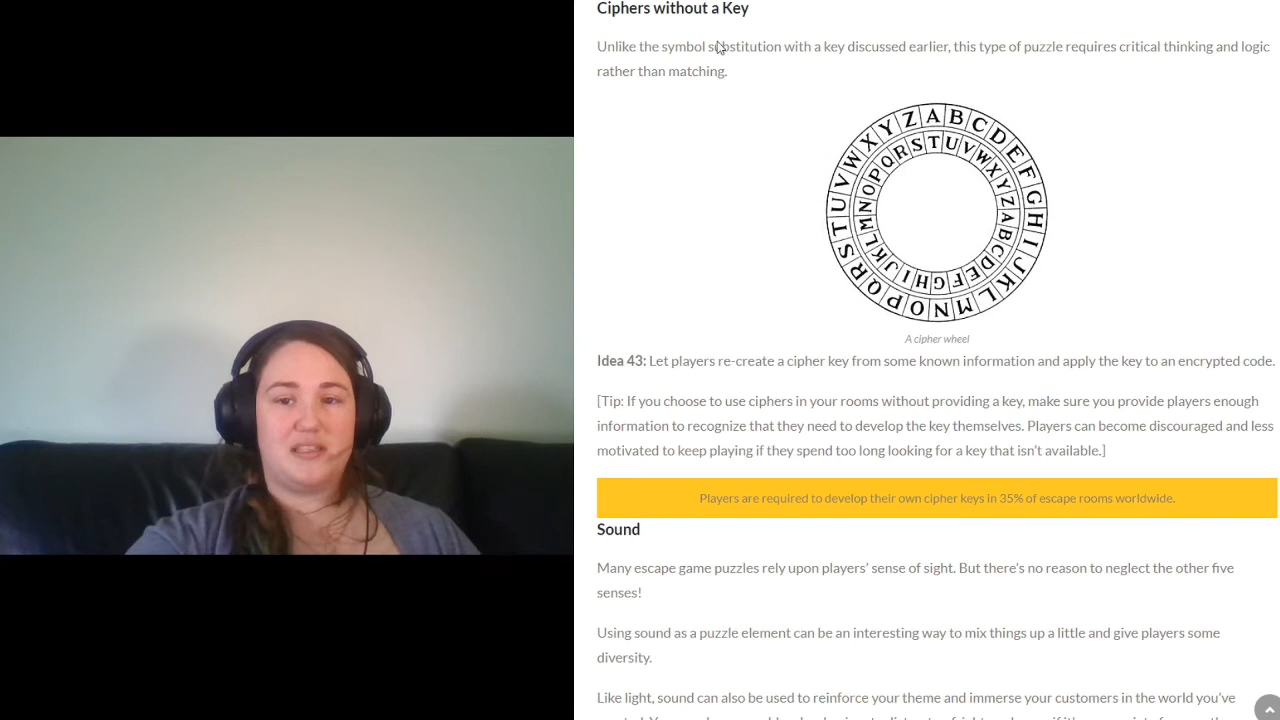 Ciphers without a Key
Unlike the symbol substitution with a key discussed earlier, this type of puzzle requires critical thinking and logic
rather than matching.
A B C D E F G H I J K L M N O P Q R S T U V W X Y Z
T U V W X Y Z A B C D E F G H I J K L M N O P Q R S
A cipher wheel
Idea 43: Let players re-create a cipher key from some known information and apply the key to an encrypted code.
[Tip: If you choose to use ciphers in your rooms without providing a key, make sure you provide players enough
information to recognize that they need to develop the key themselves. Players can become discouraged and less
motivated to keep playing if they spend too long looking for a key that isn't available.]
Players are required to develop their own cipher keys in 35% of escape rooms worldwide.
Sound
Many escape game puzzles rely upon players' sense of sight. But there's no reason to neglect the other five
senses!
Using sound as a puzzle element can be an interesting way to mix things up a little and give players some
diversity.
Like light, sound can also be used to reinforce your theme and immerse your customers in the world you've